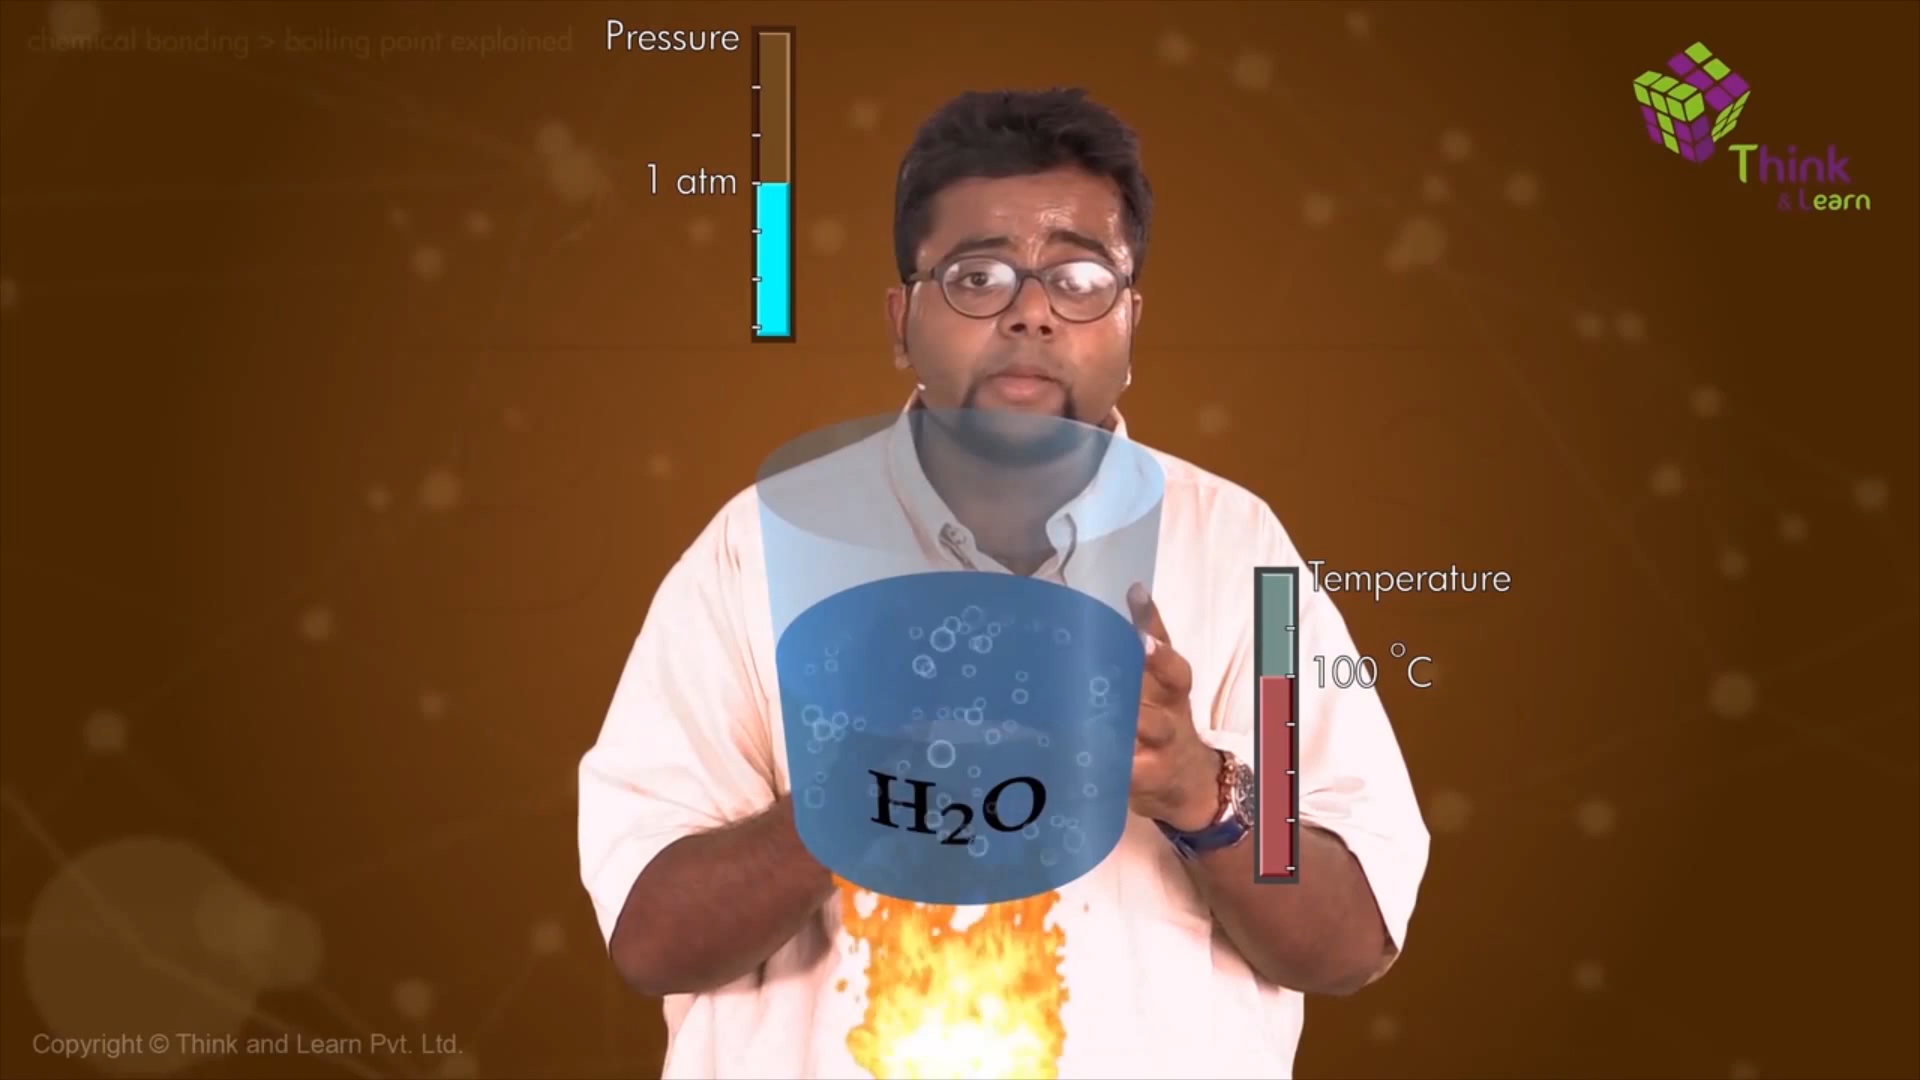 chemical bonding > boiling point explained
Pressure
1 atm
Think
& Learn
Temperature
100 °C
H₂O
Copyright © Think and Learn Pvt. Ltd.